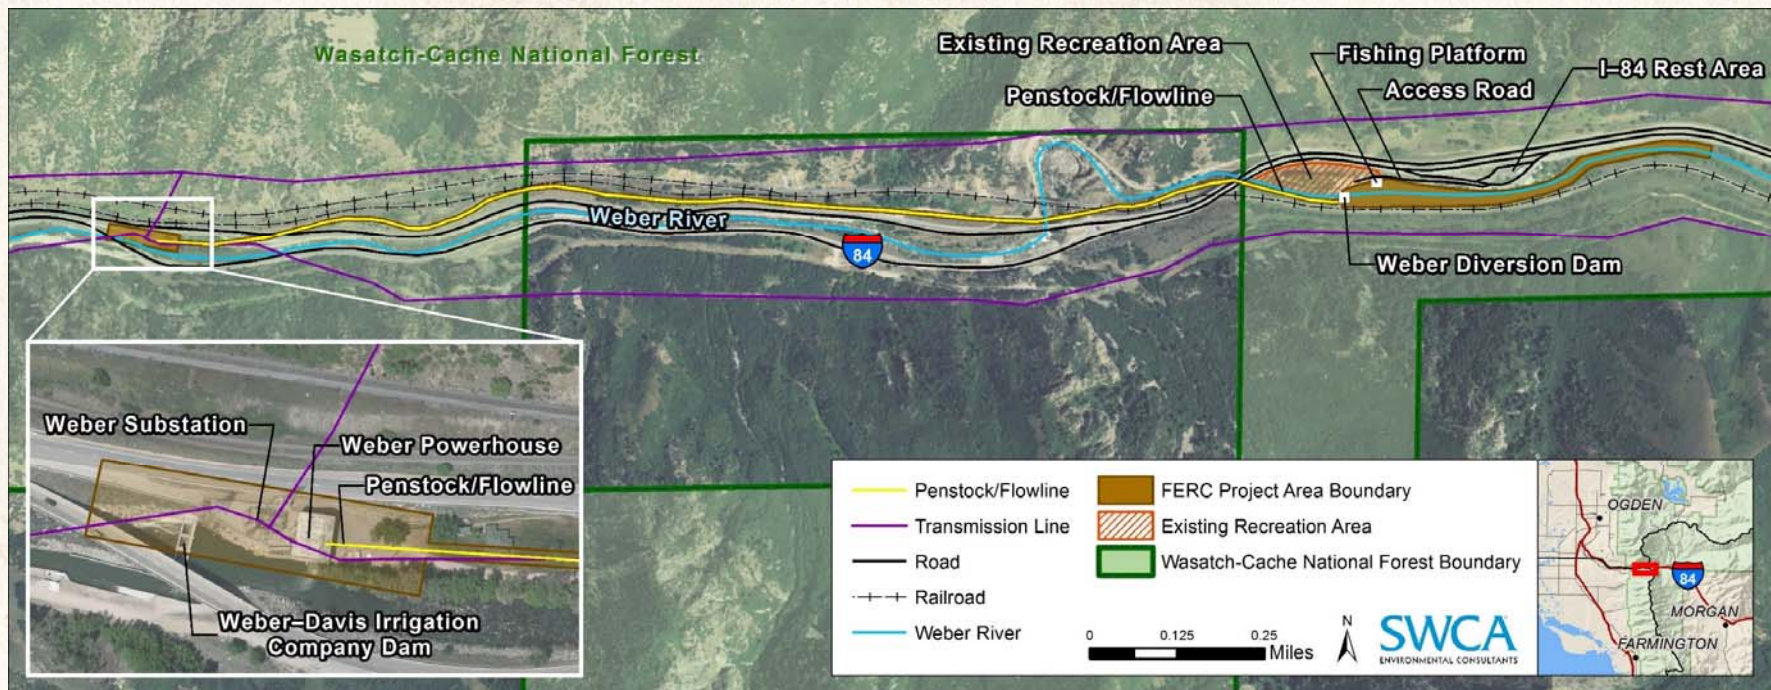 Wasatch-Cache National Forest
Existing Recreation Area
Fishing Platform
I–84 Rest Area
Penstock/Flowline
Access Road
Weber River
84
Weber Diversion Dam
Weber Substation
Weber Powerhouse
Penstock/Flowline
Weber–Davis Irrigation
Company Dam
Penstock/Flowline
Transmission Line
Road
Railroad
Weber River
FERC Project Area Boundary
Existing Recreation Area
Wasatch-Cache National Forest Boundary
0 0.125 0.25
Miles
N
SWCA
ENVIRONMENTAL CONSULTANTS
OGDEN
84
MORGAN
FARMINGTON